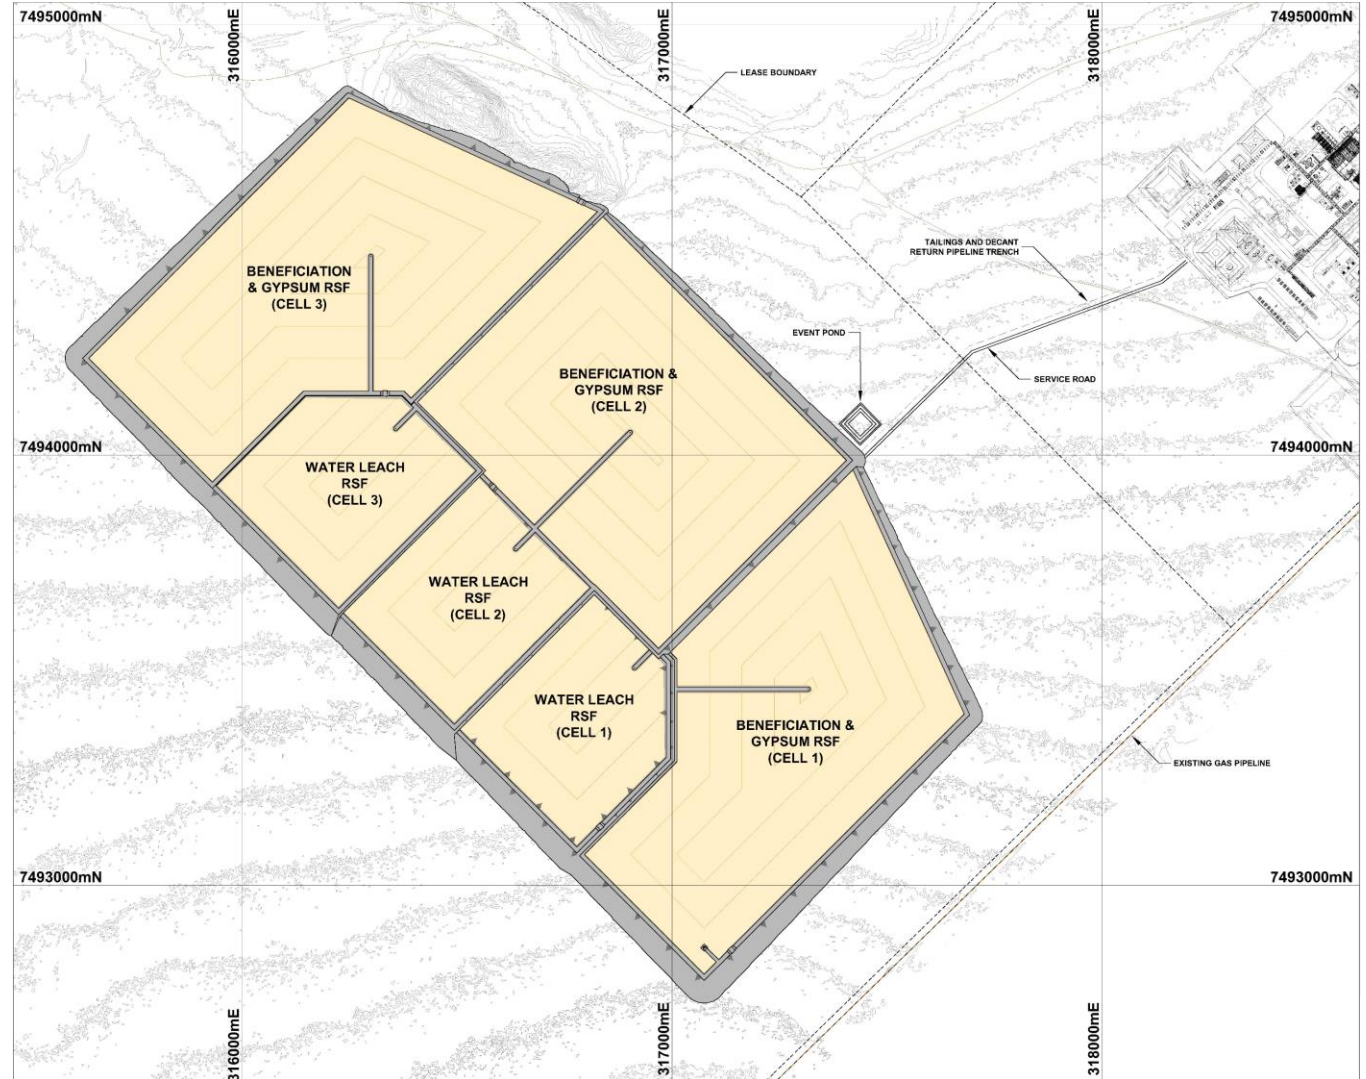 7495000mN
316000mE
317000mE
318000mE
7495000mN
LEASE BOUNDARY
TAILINGS AND DECANT
RETURN PIPELINE TRENCH
BENEFICIATION
& GYPSUM RSF
(CELL 3)
EVENT POND
SERVICE ROAD
BENEFICIATION &
GYPSUM RSF
(CELL 2)
7494000mN
7494000mN
WATER LEACH
RSF
(CELL 3)
WATER LEACH
RSF
(CELL 2)
WATER LEACH
RSF
(CELL 1)
BENEFICIATION &
GYPSUM RSF
(CELL 1)
EXISTING GAS PIPELINE
7493000mN
7493000mN
316000mE
317000mE
318000mE